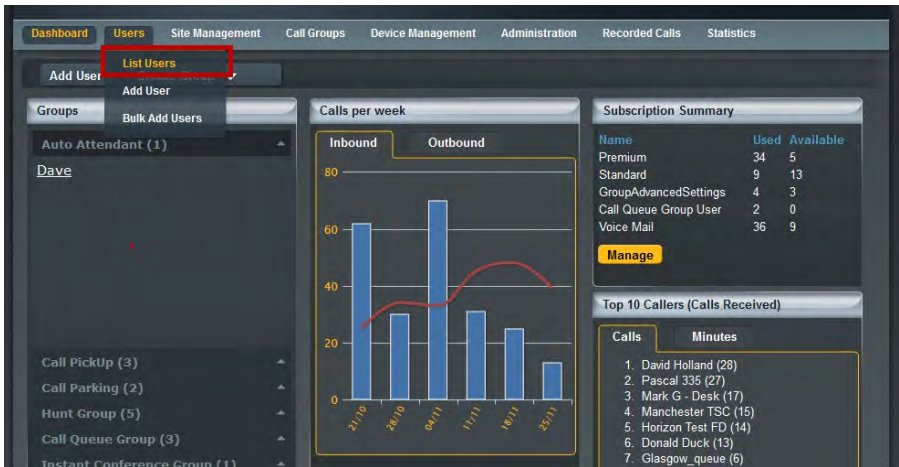 Dashboard Users Site Management Call Groups Device Management Administration Recorded Calls Statistics
List Users
Add User
Add User
Bulk Add Users
Groups
Auto Attendant (1)
Dave
Call PickUp (3)
Call Parking (2)
Hunt Group (5)
Call Queue Group (3)
Instant Conference Group (1)
Calls per week
Inbound Outbound
80
60
40
20
0
21/10 28/10 04/11 11/11 18/11 25/11
Subscription Summary
Name Used Available
Premium 34 5
Standard 9 13
GroupAdvancedSettings 4 3
Call Queue Group User 2 0
Voice Mail 36 9
Manage
Top 10 Callers (Calls Received)
Calls Minutes
1. David Holland (28)
2. Pascal 335 (27)
3. Mark G - Desk (17)
4. Manchester TSC (15)
5. Horizon Test FD (14)
6. Donald Duck (13)
7. Glasgow_queue (6)